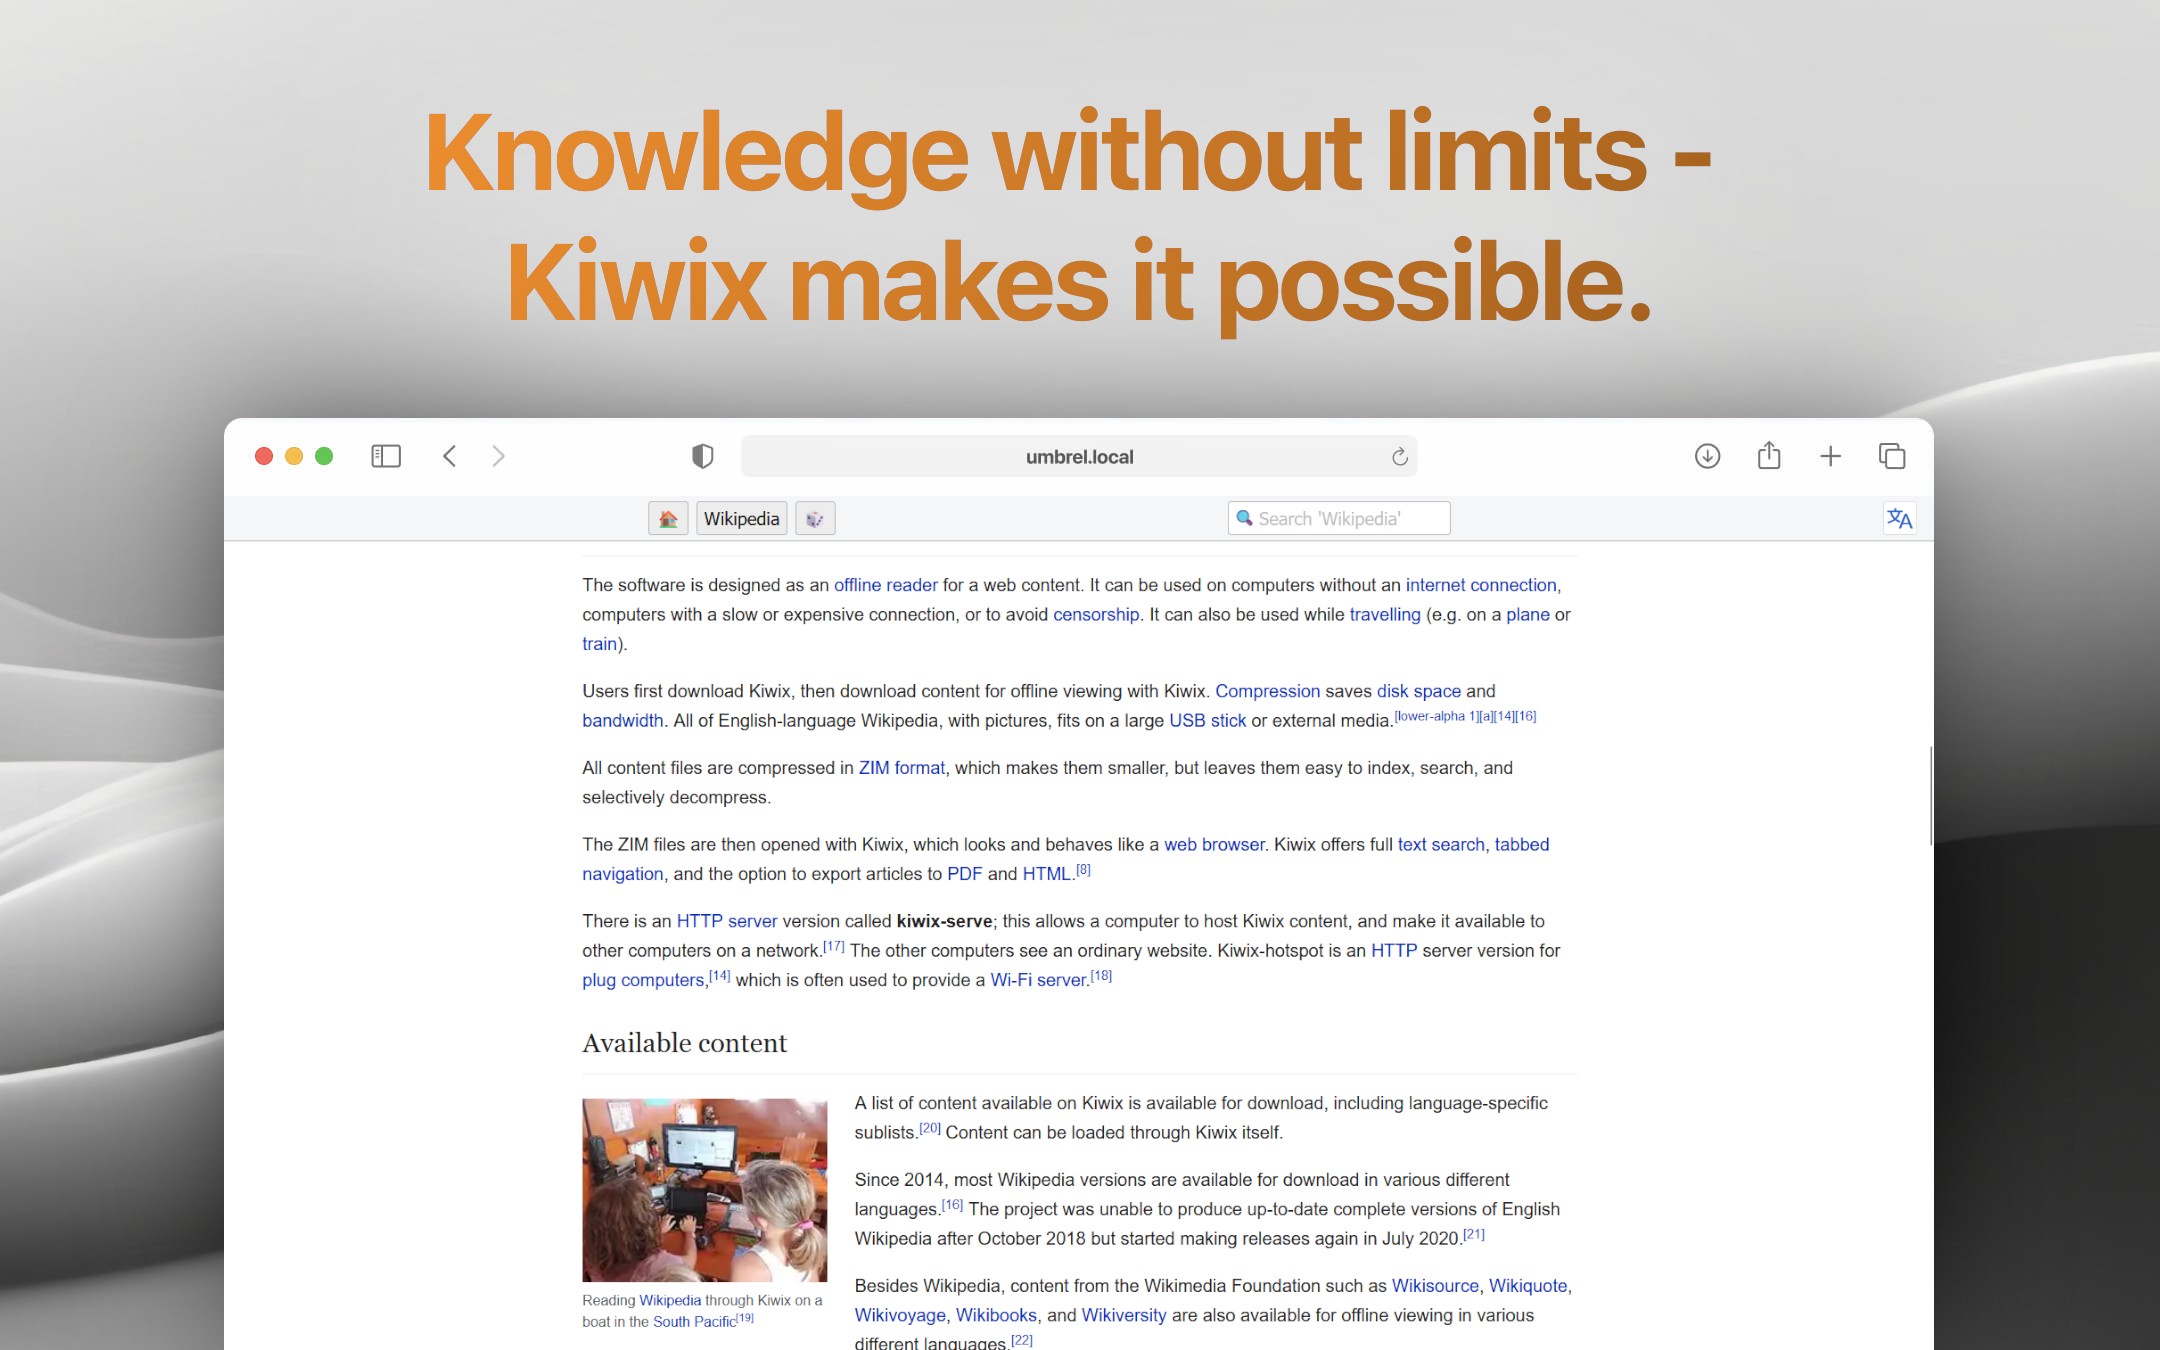 Knowledge without limits -
Kiwix makes it possible.
umbrel.local
Wikipedia
Search 'Wikipedia'
The software is designed as an offline reader for a web content. It can be used on computers without an internet connection,
computers with a slow or expensive connection, or to avoid censorship. It can also be used while travelling (e.g. on a plane or
train).
Users first download Kiwix, then download content for offline viewing with Kiwix. Compression saves disk space and
bandwidth. All of English-language Wikipedia, with pictures, fits on a large USB stick or external media.[lower-alpha 1][a][14][16]
All content files are compressed in ZIM format, which makes them smaller, but leaves them easy to index, search, and
selectively decompress.
The ZIM files are then opened with Kiwix, which looks and behaves like a web browser. Kiwix offers full text search, tabbed
navigation, and the option to export articles to PDF and HTML.[8]
There is an HTTP server version called kiwix-serve; this allows a computer to host Kiwix content, and make it available to
other computers on a network.[17] The other computers see an ordinary website. Kiwix-hotspot is an HTTP server version for
plug computers,[14] which is often used to provide a Wi-Fi server.[18]
Available content
A list of content available on Kiwix is available for download, including language-specific
sublists.[20] Content can be loaded through Kiwix itself.
Since 2014, most Wikipedia versions are available for download in various different
languages.[16] The project was unable to produce up-to-date complete versions of English
Wikipedia after October 2018 but started making releases again in July 2020.[21]
Besides Wikipedia, content from the Wikimedia Foundation such as Wikisource, Wikiquote,
Wikivoyage, Wikibooks, and Wikiversity are also available for offline viewing in various
different languages.[22]
Reading Wikipedia through Kiwix on a
boat in the South Pacific[19]